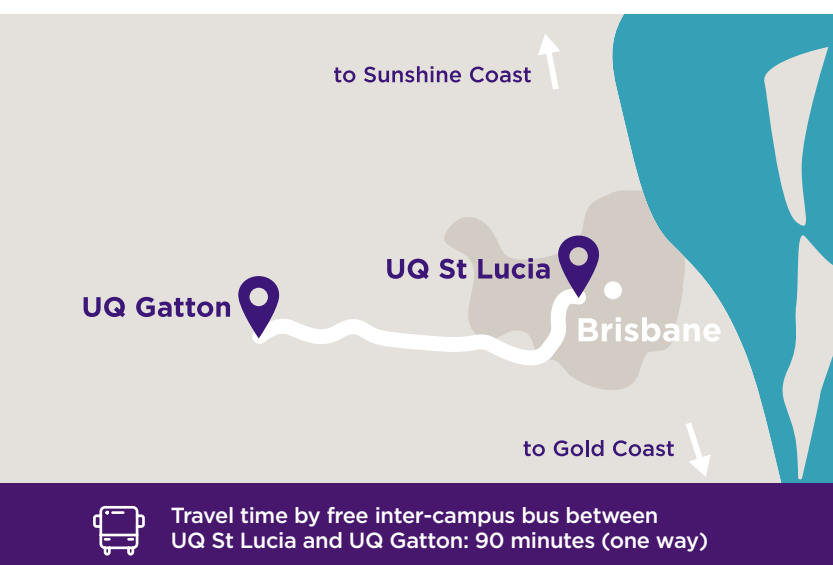 to Sunshine Coast
UQ St Lucia
UQ Gatton
Brisbane
to Gold Coast
Travel time by free inter-campus bus between
UQ St Lucia and UQ Gatton: 90 minutes (one way)